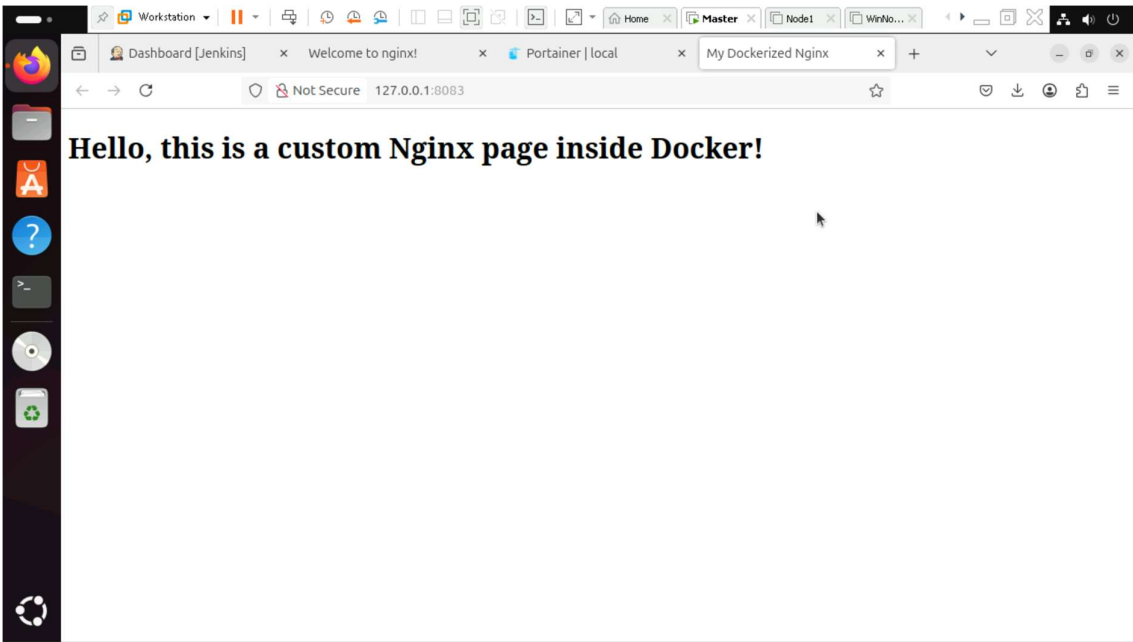 Workstation
Home
Master
Node1
WinNo...
Dashboard [Jenkins]
Welcome to nginx!
Portainer | local
My Dockerized Nginx
Not Secure
127.0.0.1:8083
Hello, this is a custom Nginx page inside Docker!